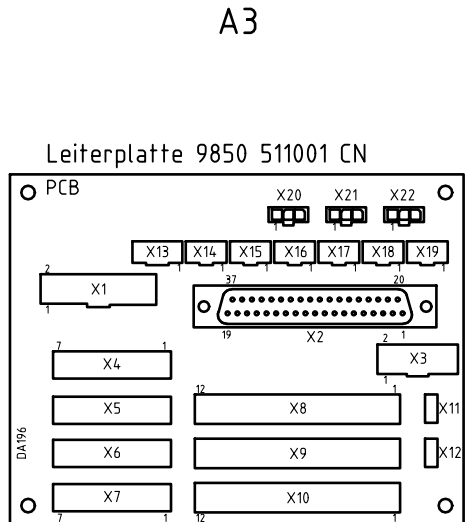 A3
Leiterplatte 9850 511001 CN
PCB
X20 X21 X22
1 1 1
X13 X14 X15 X16 X17 X18 X19
1 1 1 1 1 1 1
2
X1
1
37 20
19 1
X2
2
X3
1
7 1
X4
12 1
X5 X8 X11
DA196
X6 X9 X12
X7 X10
7 1 12 1